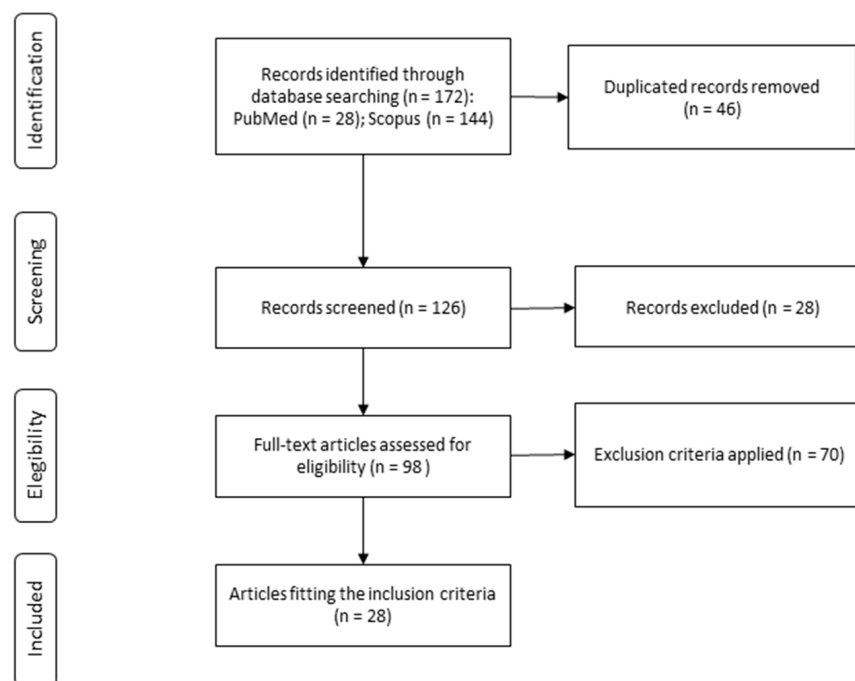 Identification
Records identified through
database searching (n = 172):
PubMed (n = 28); Scopus (n = 144)
Duplicated records removed
(n = 46)
Screening
Records screened (n = 126)
Records excluded (n = 28)
Elegibility
Full-text articles assessed for
eligibility (n = 98 )
Exclusion criteria applied (n = 70)
Included
Articles fitting the inclusion criteria
(n = 28)